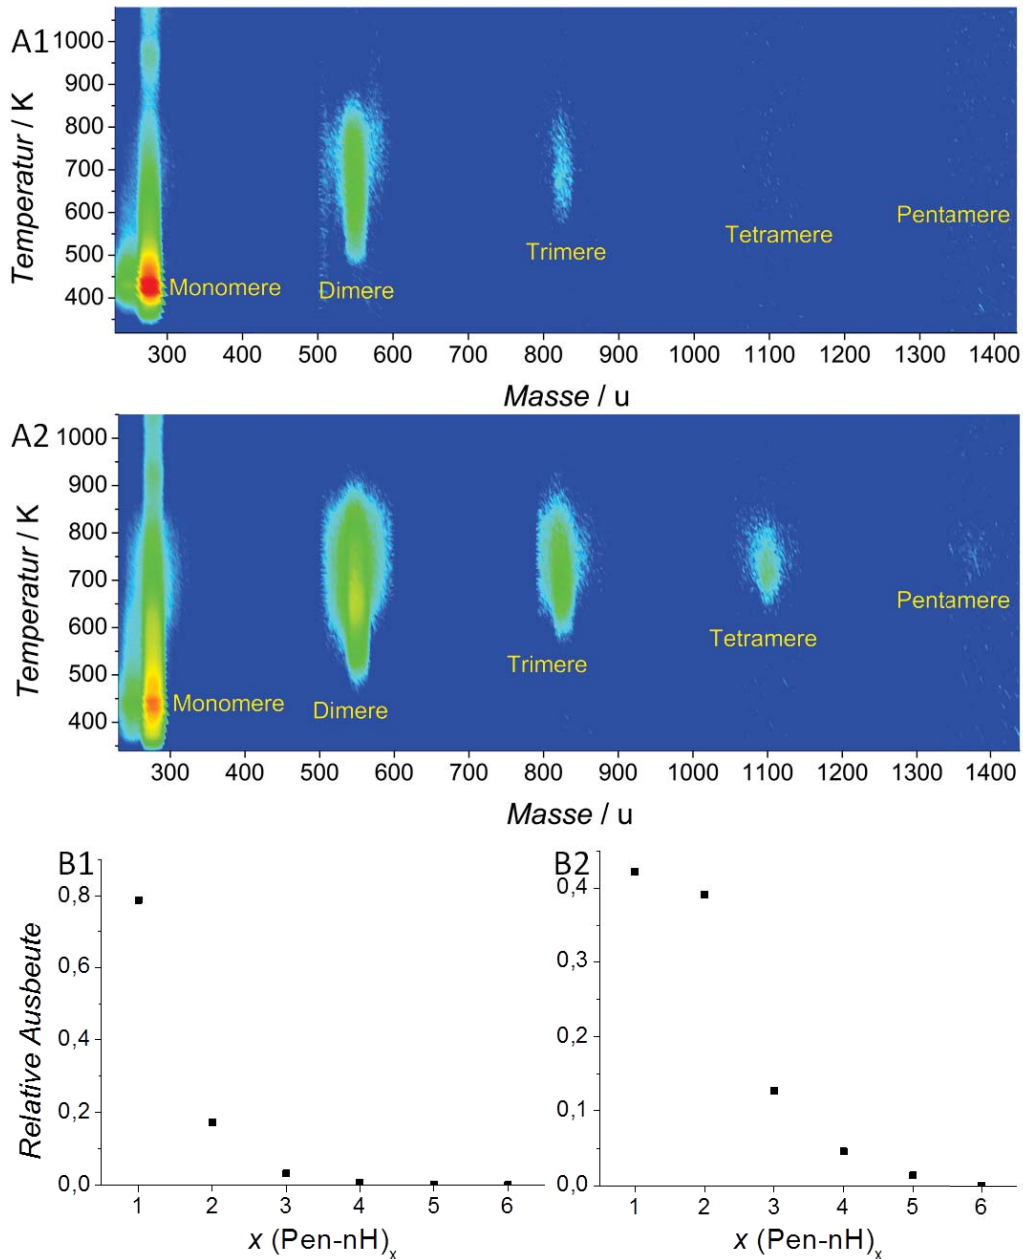 A1
Temperatur / K
1000
900
800
700
600
500
400
Monomere
Dimere
Trimere
Tetramere
Pentamere
300 400 500 600 700 800 900 1000 1100 1200 1300 1400
Masse / u
A2
Temperatur / K
1000
900
800
700
600
500
400
Monomere
Dimere
Trimere
Tetramere
Pentamere
300 400 500 600 700 800 900 1000 1100 1200 1300 1400
Masse / u
B1
Relative Ausbeute
0,8
0,6
0,4
0,2
0,0
1 2 3 4 5 6
x (Pen-nH)x
B2
0,4
0,3
0,2
0,1
0,0
1 2 3 4 5 6
x (Pen-nH)x